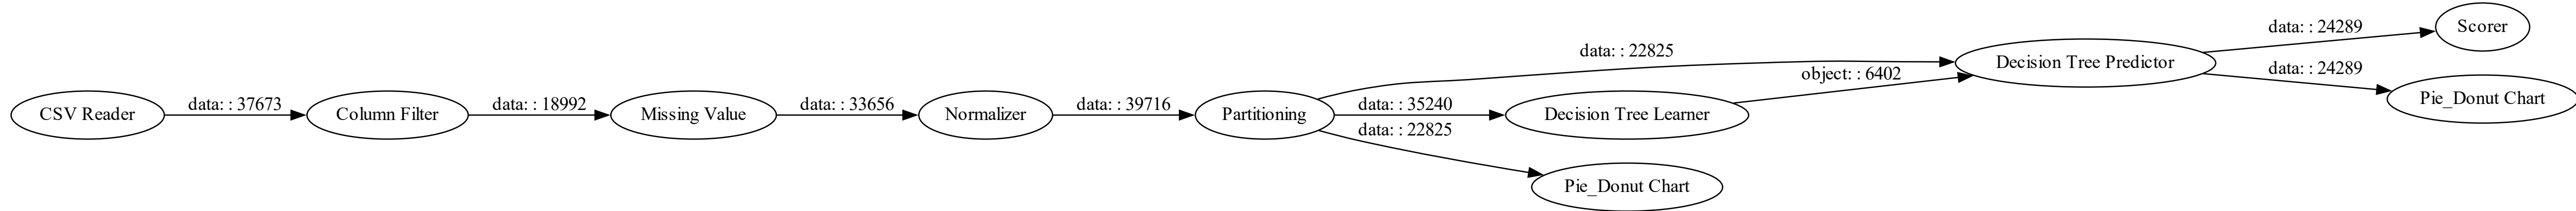 CSV Reader
data: : 37673
Column Filter
data: : 18992
Missing Value
data: : 33656
Normalizer
data: : 39716
Partitioning
data: : 22825
data: : 35240
data: : 22825
Decision Tree Learner
Pie_Donut Chart
object: : 6402
Decision Tree Predictor
data: : 24289
data: : 24289
Scorer
Pie_Donut Chart